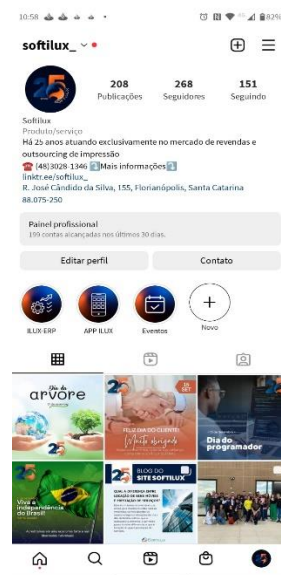 10:58
82%
softilux_
208
268
151
Publicações
Seguidores
Seguindo
Softilux
Produto/serviço
Há 25 anos atuando exclusivamente no mercado de revendas e
outsourcing de impressão
☎(48)3028-1346 ⤵Mais informações⤵
linktr.ee/softilux_
R. José Cândido da Silva, 155, Florianópolis, Santa Catarina
88.075-250
Painel profissional
199 contas alcançadas nos últimos 30 dias.
Editar perfil
Contato
ILUX-ERP
APP ILUX
Eventos
Novo
Dia da
árvore
25
15
SET
FELIZ DIA DO CLIENTE!
Muito obrigado
Dia do
programador
Viva a
independência
do Brasil
BLOG DO
SITE SOFTILUX